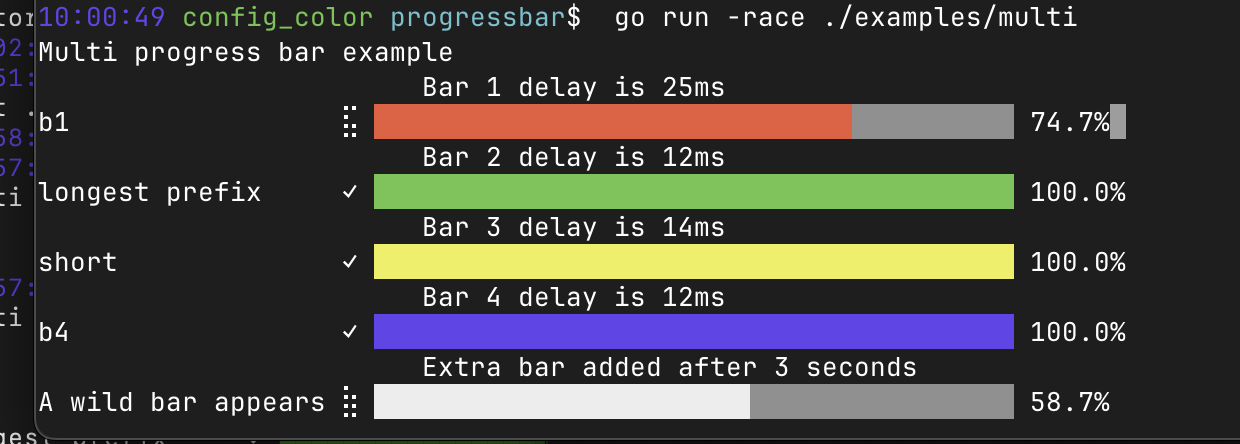 10:00:49 config_color progressbar$  go run -race ./examples/multi
Multi progress bar example
Bar 1 delay is 25ms
b1 ⣽ 74.7%
Bar 2 delay is 12ms
longest prefix ✓ 100.0%
Bar 3 delay is 14ms
short ✓ 100.0%
Bar 4 delay is 12ms
b4 ✓ 100.0%
Extra bar added after 3 seconds
A wild bar appears ⣽ 58.7%